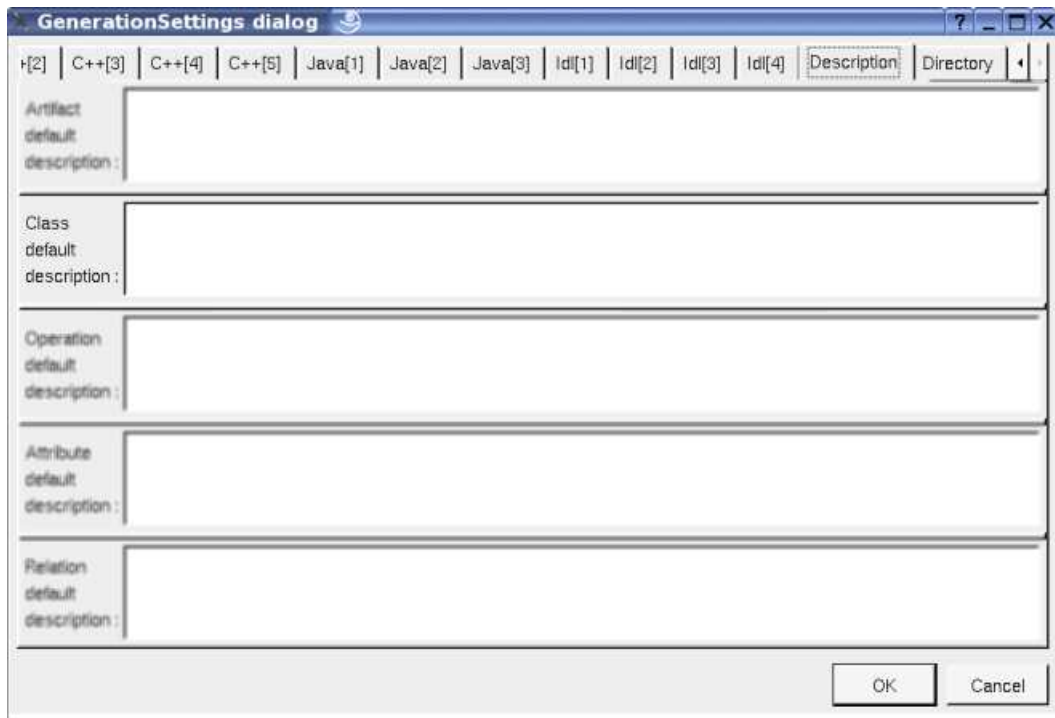 GenerationSettings dialog
+[2] C++[3] C++[4] C++[5] Java[1] Java[2] Java[3] Idl[1] Idl[2] Idl[3] Idl[4] Description Directory
Artifact
default
description :
Class
default
description :
Operation
default
description :
Attribute
default
description :
Relation
default
description :
OK Cancel